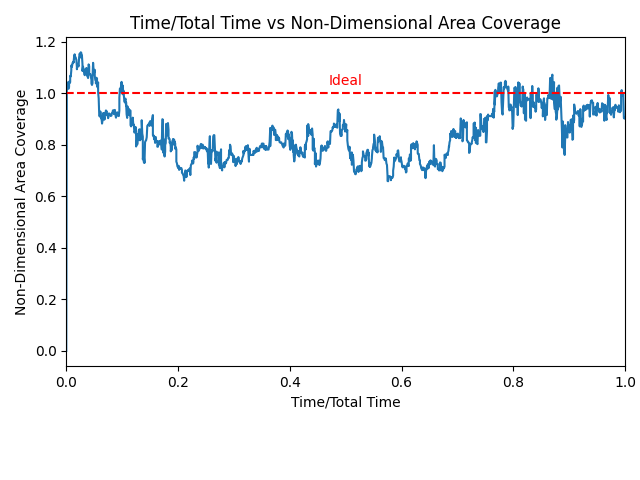 Time/Total Time vs Non-Dimensional Area Coverage
1.2
1.0
0.8
0.6
0.4
0.2
0.0
Non-Dimensional Area Coverage
Ideal
0.0 0.2 0.4 0.6 0.8 1.0
Time/Total Time